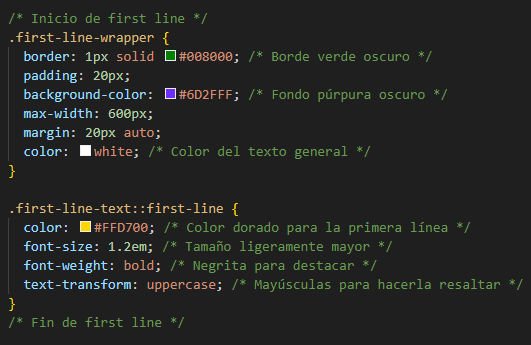 /* Inicio de first line */
.first-line-wrapper {
  border: 1px solid #008000; /* Borde verde oscuro */
  padding: 20px;
  background-color: #6D2FFF; /* Fondo púrpura oscuro */
  max-width: 600px;
  margin: 20px auto;
  color: white; /* Color del texto general */
}

.first-line-text::first-line {
  color: #FFD700; /* Color dorado para la primera línea */
  font-size: 1.2em; /* Tamaño ligeramente mayor */
  font-weight: bold; /* Negrita para destacar */
  text-transform: uppercase; /* Mayúsculas para hacerla resaltar */
}
/* Fin de first line */